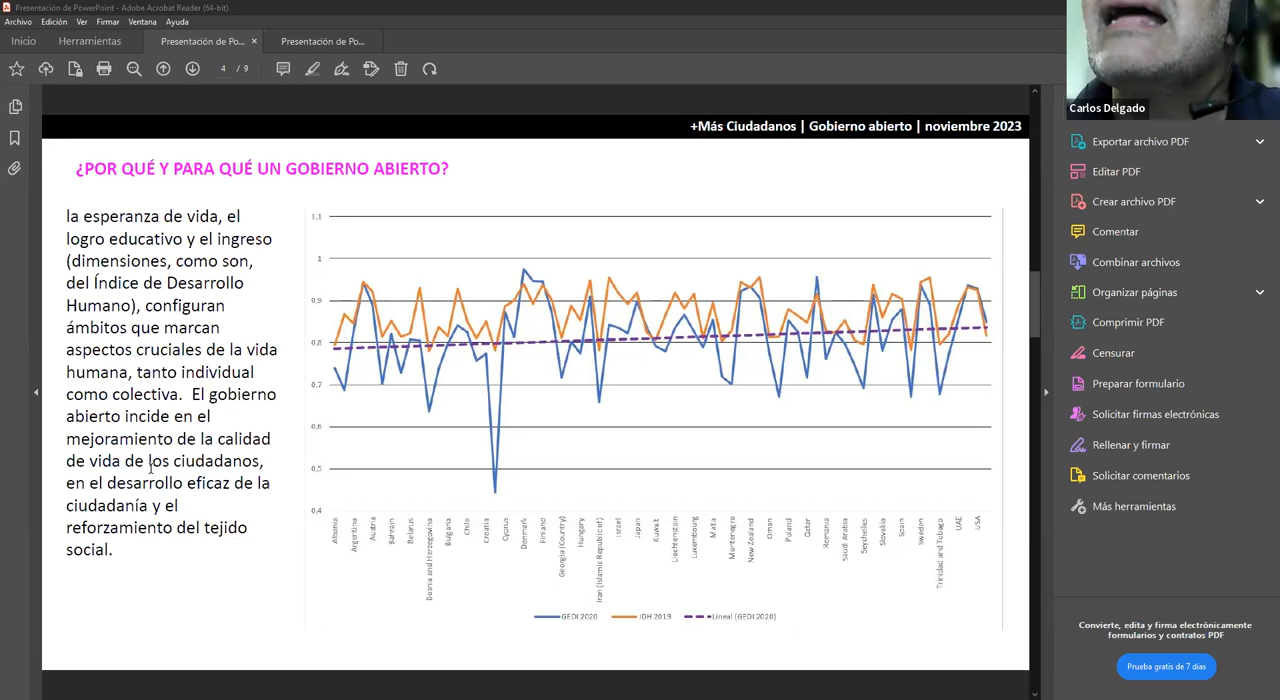 Presentación de PowerPoint - Adobe Acrobat Reader (64-bit)
Archivo Edición Ver Firmar Ventana Ayuda
Inicio Herramientas Presentación de Po... × Presentación de Po...
4 / 9
Carlos Delgado
+Más Ciudadanos | Gobierno abierto | noviembre 2023
¿POR QUÉ Y PARA QUÉ UN GOBIERNO ABIERTO?
la esperanza de vida, el
logro educativo y el ingreso
(dimensiones, como son,
del Índice de Desarrollo
Humano), configuran
ámbitos que marcan
aspectos cruciales de la vida
humana, tanto individual
como colectiva. El gobierno
abierto incide en el
mejoramiento de la calidad
de vida de los ciudadanos,
en el desarrollo eficaz de la
ciudadanía y el
reforzamiento del tejido
social.
1,1
1
0,9
0,8
0,7
0,6
0,5
0,4
Albania
Argentina
Austria
Bahrain
Belarus
Bosnia and Herzegovina
Bulgaria
Chile
Croatia
Cyprus
Denmark
Finland
Georgia (Country)
Hungary
Iran (Islamic Republic of)
Israel
Japan
Kuwait
Liechtenstein
Luxemburg
Malta
Montenegro
New Zealand
Oman
Poland
Qatar
Romania
Saudi Arabia
Seychelles
Slovakia
Spain
Sweden
Trinidad and Tobago
UAE
USA
GEDI 2020 IDH 2019 Lineal (GEDI 2020)
Exportar archivo PDF
Editar PDF
Crear archivo PDF
Comentar
Combinar archivos
Organizar páginas
Comprimir PDF
Censurar
Preparar formulario
Solicitar firmas electrónicas
Rellenar y firmar
Solicitar comentarios
Más herramientas
Convierte, edita y firma electrónicamente
formularios y contratos PDF
Prueba gratis de 7 días